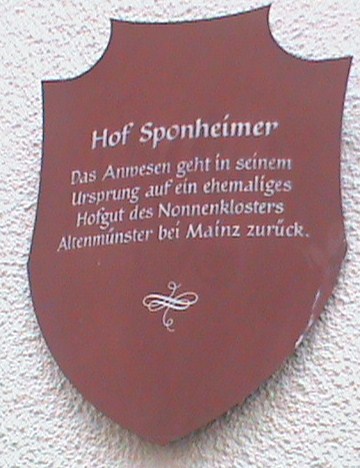 Hof Sponheimer
Das Anwesen geht in seinem
Ursprung auf ein ehemaliges
Hofgut des Nonnenklosters
Altenmünster bei Mainz zurück.